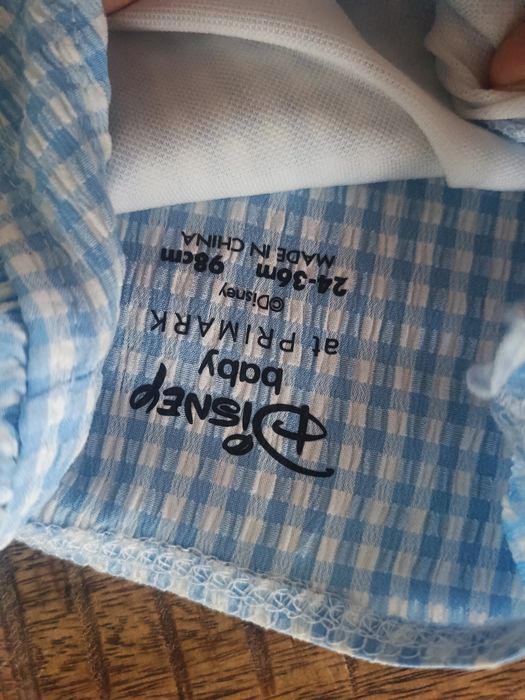 Disney
baby
at PRIMARK
©Disney
24-36m 98cm
MADE IN CHINA